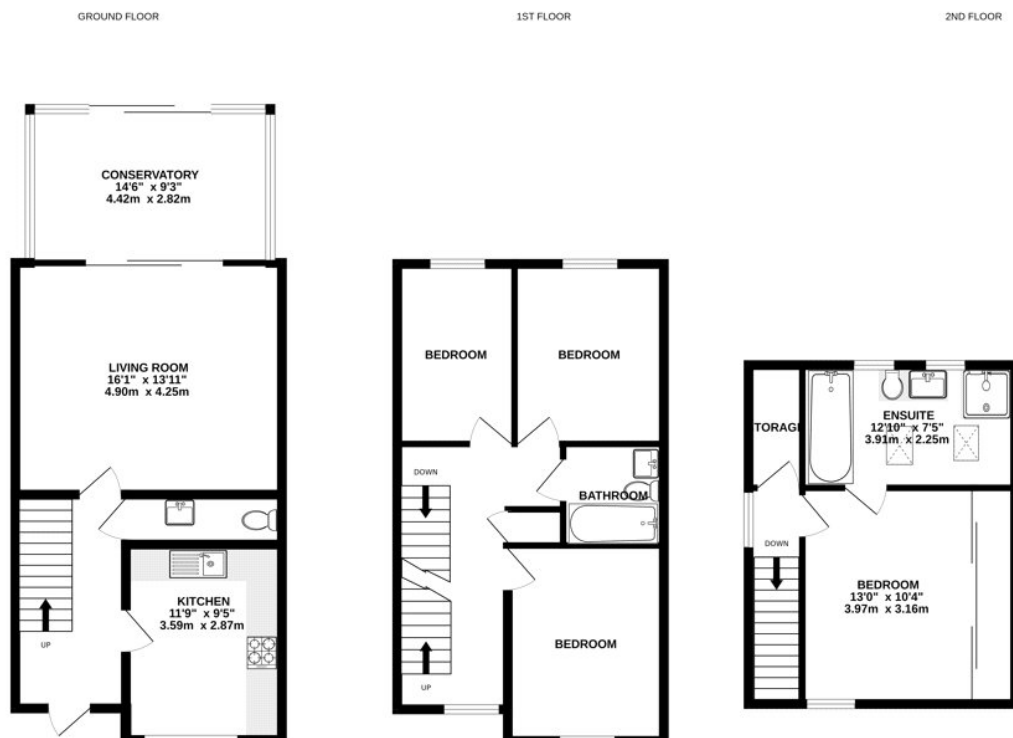 GROUND FLOOR
1ST FLOOR
2ND FLOOR
CONSERVATORY
14'6" x 9'3"
4.42m x 2.82m
LIVING ROOM
16'1" x 13'11"
4.90m x 4.25m
UP
KITCHEN
11'9" x 9'5"
3.59m x 2.87m
BEDROOM
BEDROOM
DOWN
BATHROOM
BEDROOM
UP
TORAG
ENSUITE
12'10" x 7'5"
3.91m x 2.25m
DOWN
BEDROOM
13'0" x 10'4"
3.97m x 3.16m